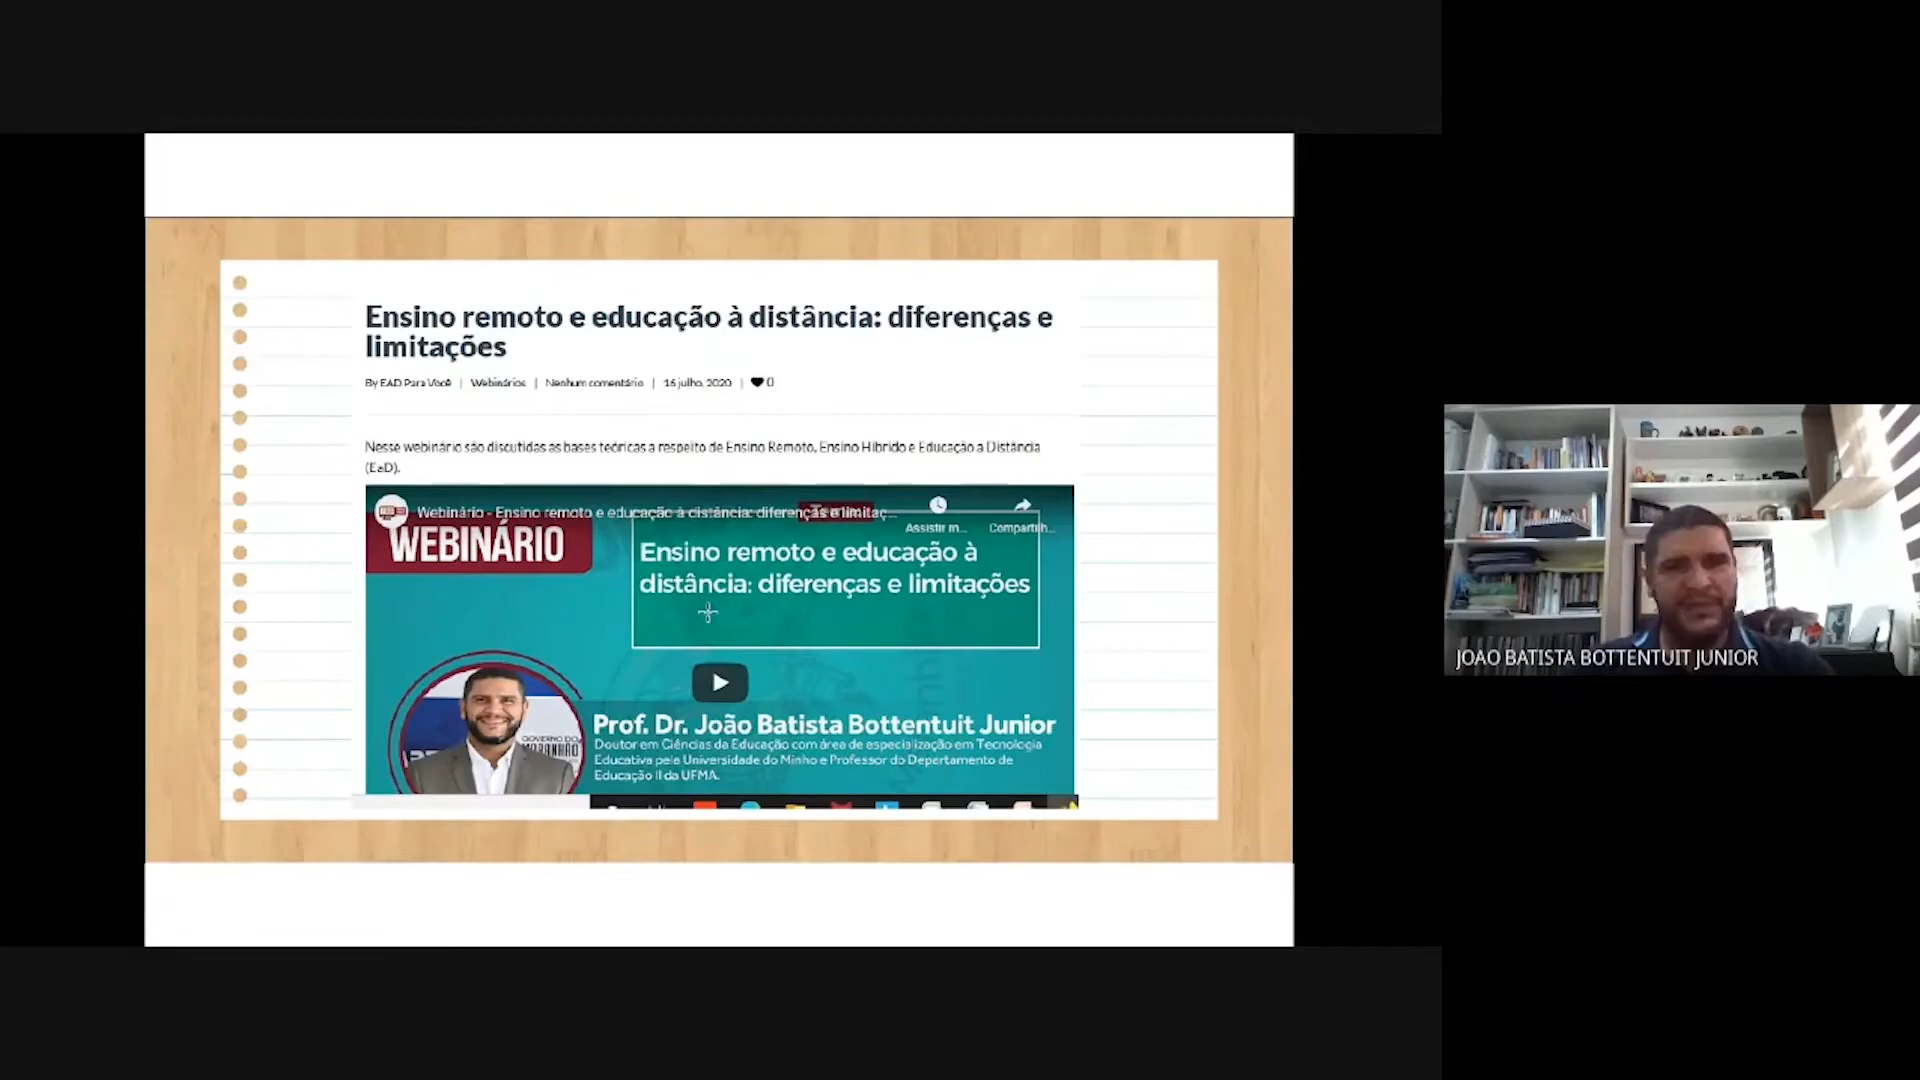 Ensino remoto e educação à distância: diferenças e
limitações
By EAD Para Você | Webinários | Nenhum comentário | 16 julho, 2020 | 0
Nesse webinário são discutidas as bases teóricas a respeito de Ensino Remoto, Ensino Híbrido e Educação a Distância
(EaD).
Webinário - Ensino remoto e educação à distância: diferenças e limitaç...
Assistir m...
Compartilh...
WEBINÁRIO
Ensino remoto e educação à
distância: diferenças e limitações
Prof. Dr. João Batista Bottentuit Junior
Doutor em Ciências da Educação com área de especialização em Tecnologia
Educativa pela Universidade do Minho e Professor do Departamento de
Educação II da UFMA.
GOVERNO DO
MARANHÃO
JOAO BATISTA BOTTENTUIT JUNIOR